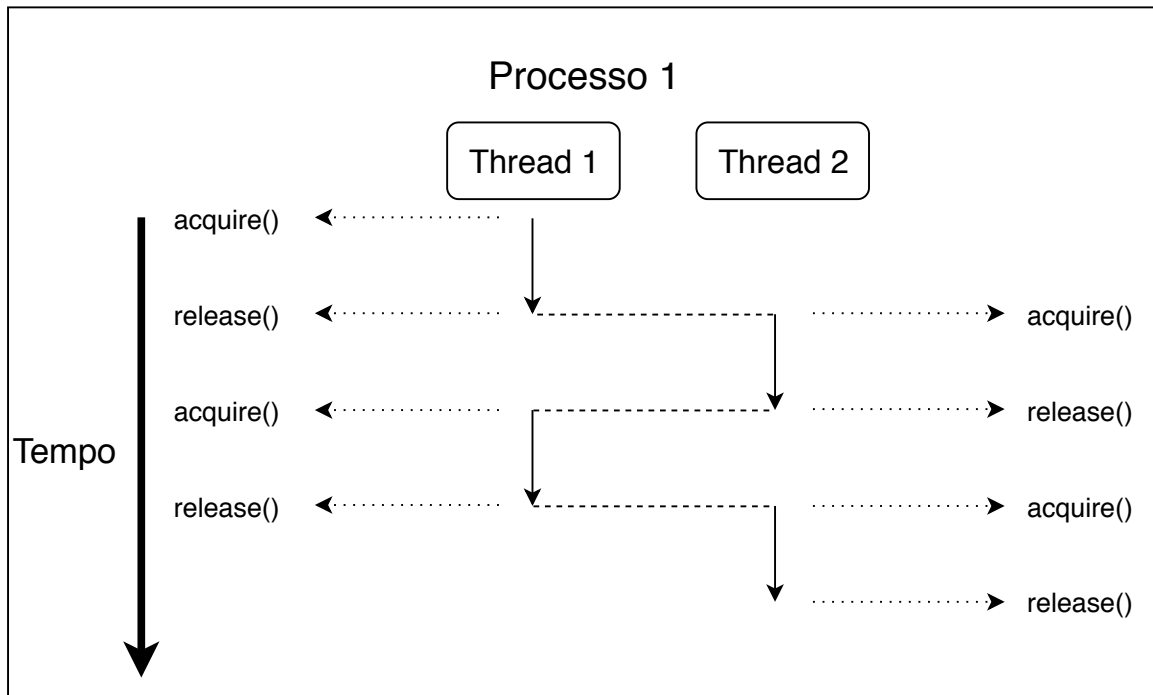 Processo 1
Thread 1
Thread 2
acquire()
release()
acquire()
acquire()
release()
Tempo
release()
acquire()
release()